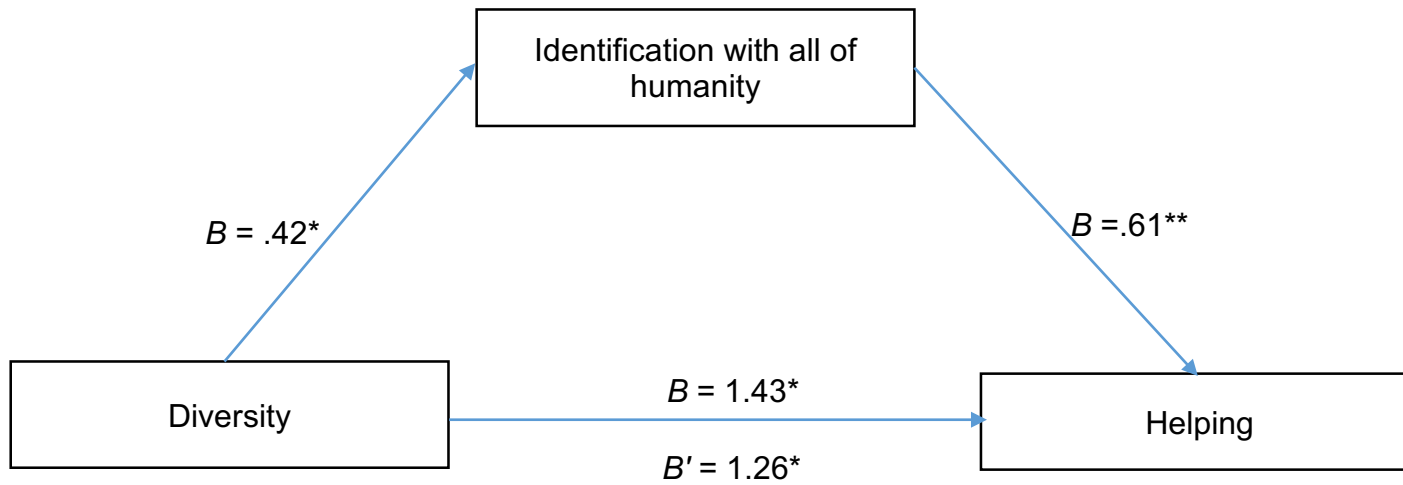 Identification with all of
humanity
B = .42*
B =.61**
Diversity
B = 1.43*
B' = 1.26*
Helping